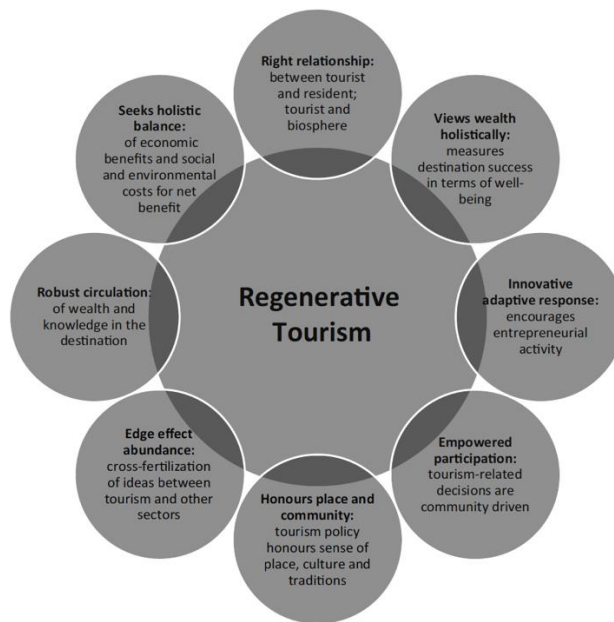 Right relationship:
between tourist
and resident;
tourist and
biosphere
Views wealth
holistically:
measures
destination success
in terms of well-
being
Innovative
adaptive response:
encourages
entrepreneurial
activity
Empowered
participation:
tourism-related
decisions are
community driven
Honours place and
community:
tourism policy
honours sense of
place, culture and
traditions
Edge effect
abundance:
cross-fertilization
of ideas between
tourism and other
sectors
Robust circulation:
of wealth and
knowledge in the
destination
Seeks holistic
balance:
of economic
benefits and social
and environmental
costs for net
benefit
Regenerative
Tourism